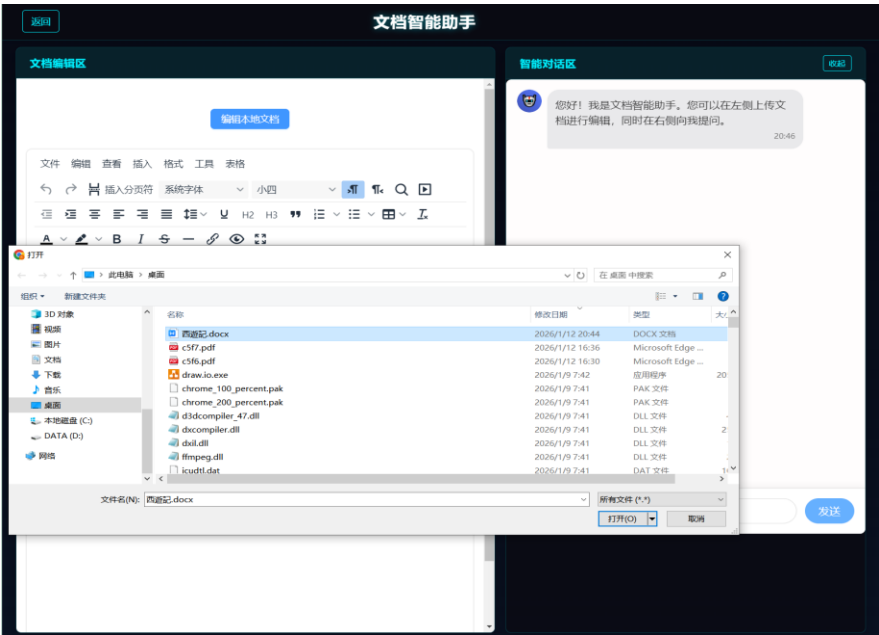 返回
文档智能助手
文档编辑区
智能对话区
收起
编辑本地文档
您好！我是文档智能助手。您可以在左侧上传文
档进行编辑，同时在右侧向我提问。
20:46
文件 编辑 查看 插入 格式 工具 表格
插入分页符 系统字体 小四
H2 H3
A B I S
打开
此电脑 › 桌面
在 桌面 中搜索
组织 新建文件夹
名称 修改日期 类型
3D 对象
视频
图片
文档
下载
音乐
桌面
本地磁盘 (C:)
DATA (D:)
网络
西遊記.docx 2026/1/12 20:44 DOCX 文档
c5f7.pdf 2026/1/12 16:36 Microsoft Edge ...
c5f6.pdf 2026/1/12 16:30 Microsoft Edge ...
draw.io.exe 2026/1/9 7:42 应用程序 20
chrome_100_percent.pak 2026/1/9 7:41 PAK 文件
chrome_200_percent.pak 2026/1/9 7:41 PAK 文件
d3dcompiler_47.dll 2026/1/9 7:41 DLL 文件
dxcompiler.dll 2026/1/9 7:41 DLL 文件 2
dxil.dll 2026/1/9 7:41 DLL 文件
ffmpeg.dll 2026/1/9 7:41 DLL 文件
icudtl.dat 2026/1/9 7:41 DAT 文件
文件名(N): 西遊記.docx 所有文件 (*.*)
打开(O) 取消
发送